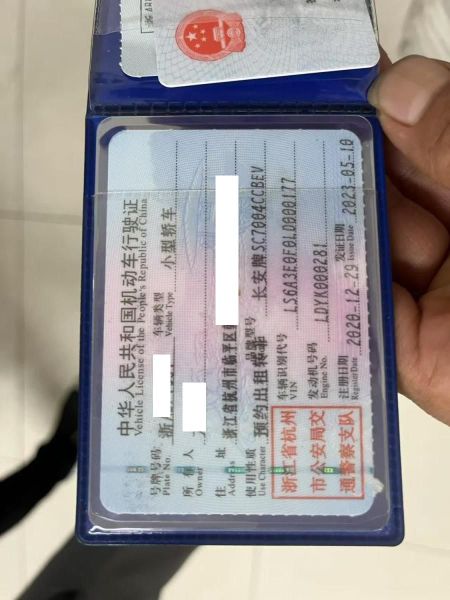 中华人民共和国机动车行驶证
Vehicle License of the People's Republic of China
号牌号码
Plate No.
浙
车辆类型
Vehicle Type
小型轿车
所有人
Owner
住址
Address
浙江省杭州市临平区
使用性质
Use Character
预约出租转非
品牌型号
长安牌SC7004CCBEV
浙江省杭州
市公安局交
通警察支队
车辆识别代号
VIN
LS6A3E0F0LD000177
发动机号码
Engine No.
LDYK000281
注册日期
Register Date
2020-12-29
发证日期
Issue Date
2023-05-10